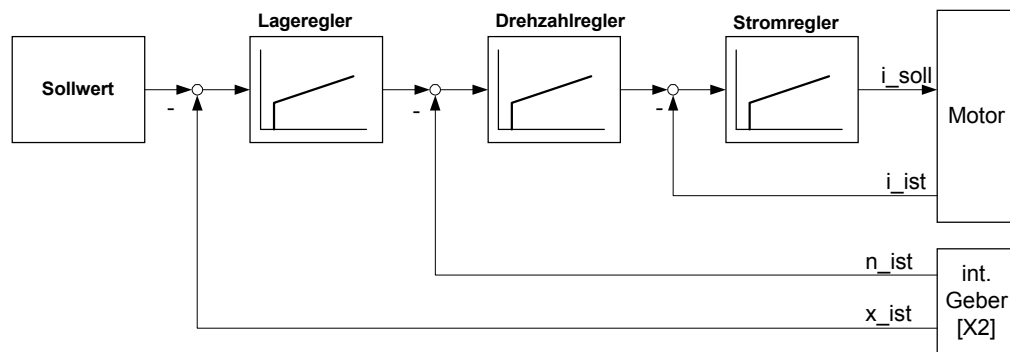 Lageregler
Drehzahlregler
Stromregler
Sollwert
-
-
-
i_soll
Motor
i_ist
n_ist
x_ist
int.
Geber
[X2]